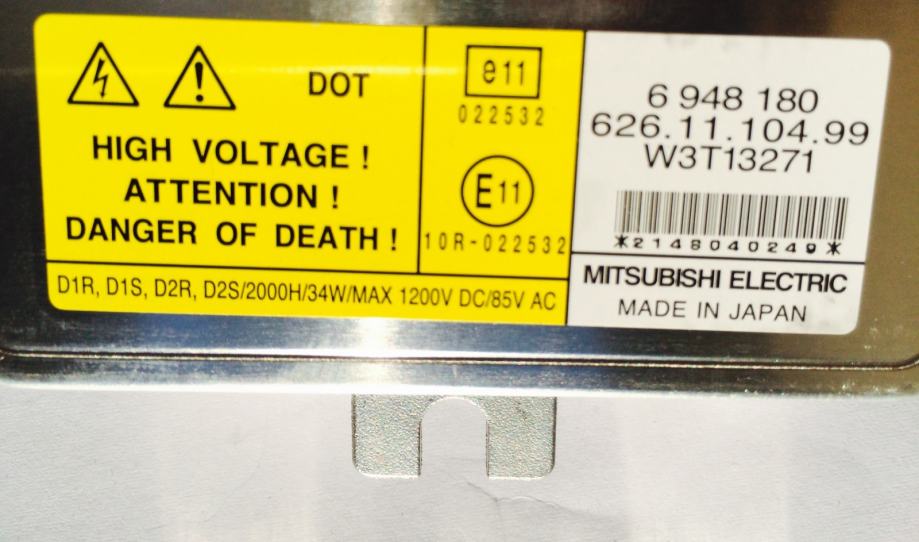 DOT
HIGH VOLTAGE !
ATTENTION !
DANGER OF DEATH !
D1R, D1S, D2R, D2S/2000H/34W/MAX 1200V DC/85V AC
e11
022532
E11
10R-022532
6 948 180
626.11.104.99
W3T13271
*2148040249*
MITSUBISHI ELECTRIC
MADE IN JAPAN